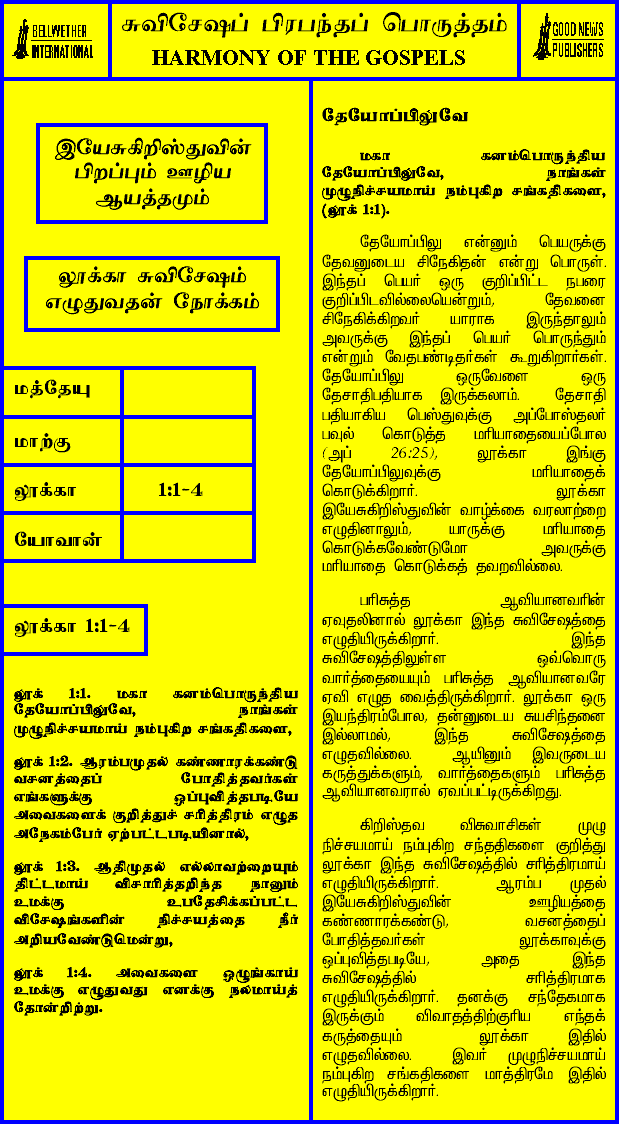 BELLWETHER
INTERNATIONAL
சுவிசேஷப் பிரபந்தப் பொருத்தம்
HARMONY OF THE GOSPELS
GOOD NEWS
PUBLISHERS
இயேசுகிறிஸ்துவின்
பிறப்பும் ஊழிய
ஆயத்தமும்
லூக்கா சுவிசேஷம்
எழுதுவதன் நோக்கம்
மத்தேயு
மாற்கு
லூக்கா 1:1-4
யோவான்
லூக்கா 1:1-4
லூக் 1:1. மகா கனம்பொருந்திய
தேயோப்பிலுவே, நாங்கள்
முழுநிச்சயமாய் நம்புகிற சங்கதிகளை,
லூக் 1:2. ஆரம்பமுதல் கண்ணாரக்கண்டு
வசனத்தைப் போதித்தவர்கள்
எங்களுக்கு ஒப்புவித்தபடியே
அவைகளைக் குறித்துச் சரித்திரம் எழுத
அநேகம்பேர் ஏற்பட்டபடியினால்,
லூக் 1:3. ஆதிமுதல் எல்லாவற்றையும்
திட்டமாய் விசாரித்தறிந்த நானும்
உமக்கு உபதேசிக்கப்பட்ட
விசேஷங்களின் நிச்சயத்தை நீர்
அறியவேண்டுமென்று,
லூக் 1:4. அவைகளை ஒழுங்காய்
உமக்கு எழுதுவது எனக்கு நலமாய்த்
தோன்றிற்று.
தேயோப்பிலுவே
மகா கனம்பொருந்திய
தேயோப்பிலுவே, நாங்கள்
முழுநிச்சயமாய் நம்புகிற சங்கதிகளை,
(லூக் 1:1).
தேயோப்பிலு என்னும் பெயருக்கு
தேவனுடைய சிநேகிதன் என்று பொருள்.
இந்தப் பெயர் ஒரு குறிப்பிட்ட நபரை
குறிப்பிடவில்லையென்றும், தேவனை
சிநேகிக்கிறவர் யாராக இருந்தாலும்
அவருக்கு இந்தப் பெயர் பொருந்தும்
என்றும் வேதபண்டிதர்கள் கூறுகிறார்கள்.
தேயோப்பிலு ஒருவேளை ஒரு
தேசாதிபதியாக இருக்கலாம். தேசாதி
பதியாகிய பெஸ்துவுக்கு அப்போஸ்தலர்
பவுல் கொடுத்த மரியாதையைப்போல
(அப் 26:25), லூக்கா இங்கு
தேயோப்பிலுவுக்கு மரியாதைக்
கொடுக்கிறார். லூக்கா
இயேசுகிறிஸ்துவின் வாழ்க்கை வரலாற்றை
எழுதினாலும், யாருக்கு மரியாதை
கொடுக்கவேண்டுமோ அவருக்கு
மரியாதை கொடுக்கத் தவறவில்லை.
பரிசுத்த ஆவியானவரின்
ஏவுதலினால் லூக்கா இந்த சுவிசேஷத்தை
எழுதியிருக்கிறார். இந்த
சுவிசேஷத்திலுள்ள ஒவ்வொரு
வார்த்தையையும் பரிசுத்த ஆவியானவரே
ஏவி எழுத வைத்திருக்கிறார். லூக்கா ஒரு
இயந்திரம்போல, தன்னுடைய சுயசிந்தனை
இல்லாமல், இந்த சுவிசேஷத்தை
எழுதவில்லை. ஆயினும் இவருடைய
கருத்துக்களும், வார்த்தைகளும் பரிசுத்த
ஆவியானவரால் ஏவப்பட்டிருக்கிறது.
கிறிஸ்தவ விசுவாசிகள் முழு
நிச்சயமாய் நம்புகிற சந்ததிகளை குறித்து
லூக்கா இந்த சுவிசேஷத்தில் சரித்திரமாய்
எழுதியிருக்கிறார். ஆரம்ப முதல்
இயேசுகிறிஸ்துவின் ஊழியத்தை
கண்ணாரக்கண்டு, வசனத்தைப்
போதித்தவர்கள் லூக்காவுக்கு
ஒப்புவித்தபடியே, அதை இந்த
சுவிசேஷத்தில் சரித்திரமாக
எழுதியிருக்கிறார். தனக்கு சந்தேகமாக
இருக்கும் விவாதத்திற்குரிய எந்தக்
கருத்தையும் லூக்கா இதில்
எழுதவில்லை. இவர் முழுநிச்சயமாய்
நம்புகிற சங்கதிகளை மாத்திரமே இதில்
எழுதியிருக்கிறார்.